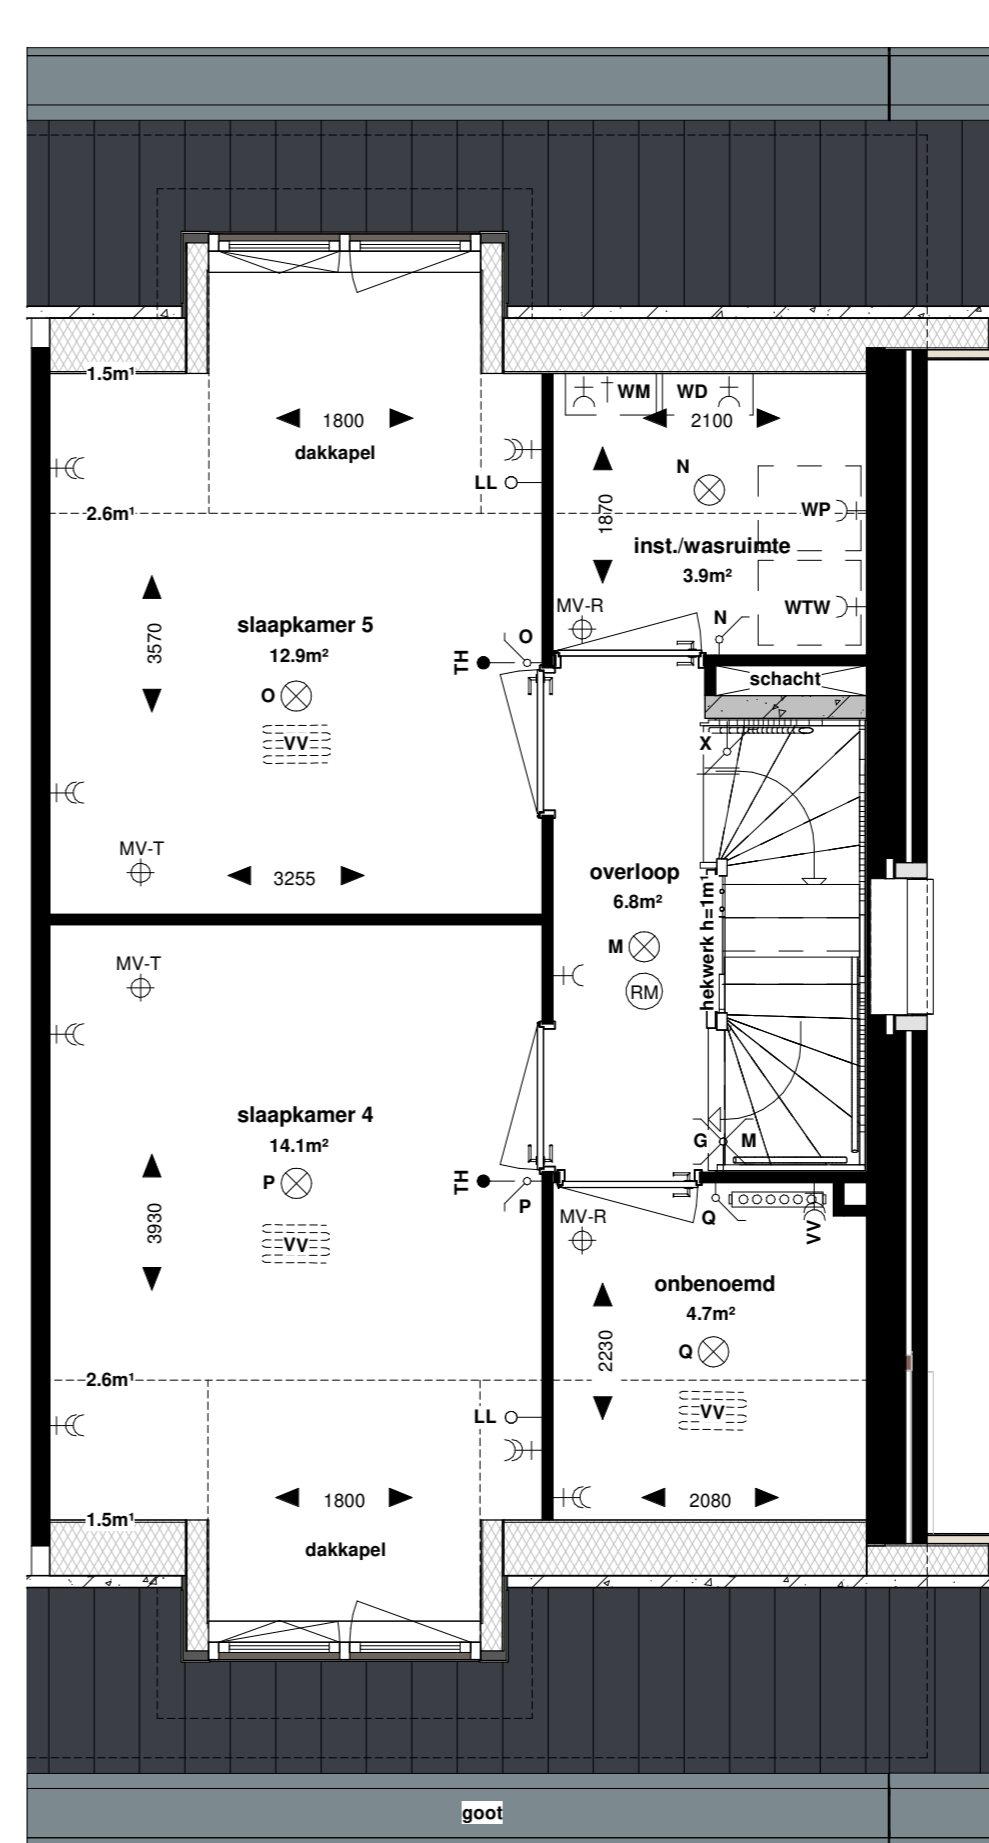 1.5m¹
WM
WD
1800
2100
dakkapel
N
LL
2.6m¹
1870
WP
inst./wasruimte
3.9m²
MV-R
WTW
N
slaapkamer 5
12.9m²
3570
O
TH
schacht
O
VV
X
MV-T
3255
overloop
6.8m²
hekwerk h=1m¹
M
MV-T
RM
slaapkamer 4
14.1m²
G
M
P
TH
P
3930
VV
MV-R
Q
VV
onbenoemd
4.7m²
2230
Q
2.6m¹
LL
VV
1800
2080
1.5m¹
dakkapel
goot